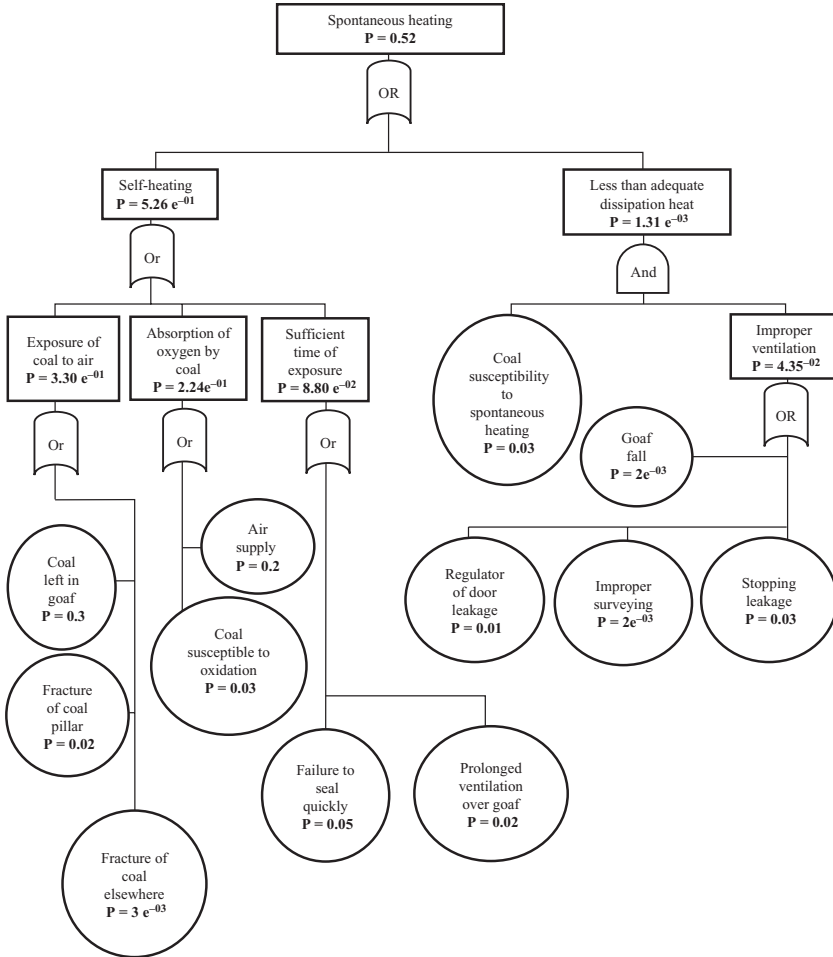 Spontaneous heating
P = 0.52
OR
Self-heating
P = 5.26 e⁻⁰¹
Less than adequate
dissipation heat
P = 1.31 e⁻⁰³
Or
And
Exposure of
coal to air
P = 3.30 e⁻⁰¹
Absorption of
oxygen by
coal
P = 2.24e⁻⁰¹
Sufficient
time of
exposure
P = 8.80 e⁻⁰²
Coal
susceptibility
to
spontaneous
heating
P = 0.03
Improper
ventilation
P = 4.35⁻⁰²
Or
Or
Or
OR
Goaf
fall
P = 2e⁻⁰³
Coal
left in
goaf
P = 0.3
Air
supply
P = 0.2
Regulator
of door
leakage
P = 0.01
Improper
surveying
P = 2e⁻⁰³
Stopping
leakage
P = 0.03
Coal
susceptible to
oxidation
P = 0.03
Fracture
of coal
pillar
P = 0.02
Failure to
seal
quickly
P = 0.05
Prolonged
ventilation
over goaf
P = 0.02
Fracture of
coal
elsewhere
P = 3 e⁻⁰³